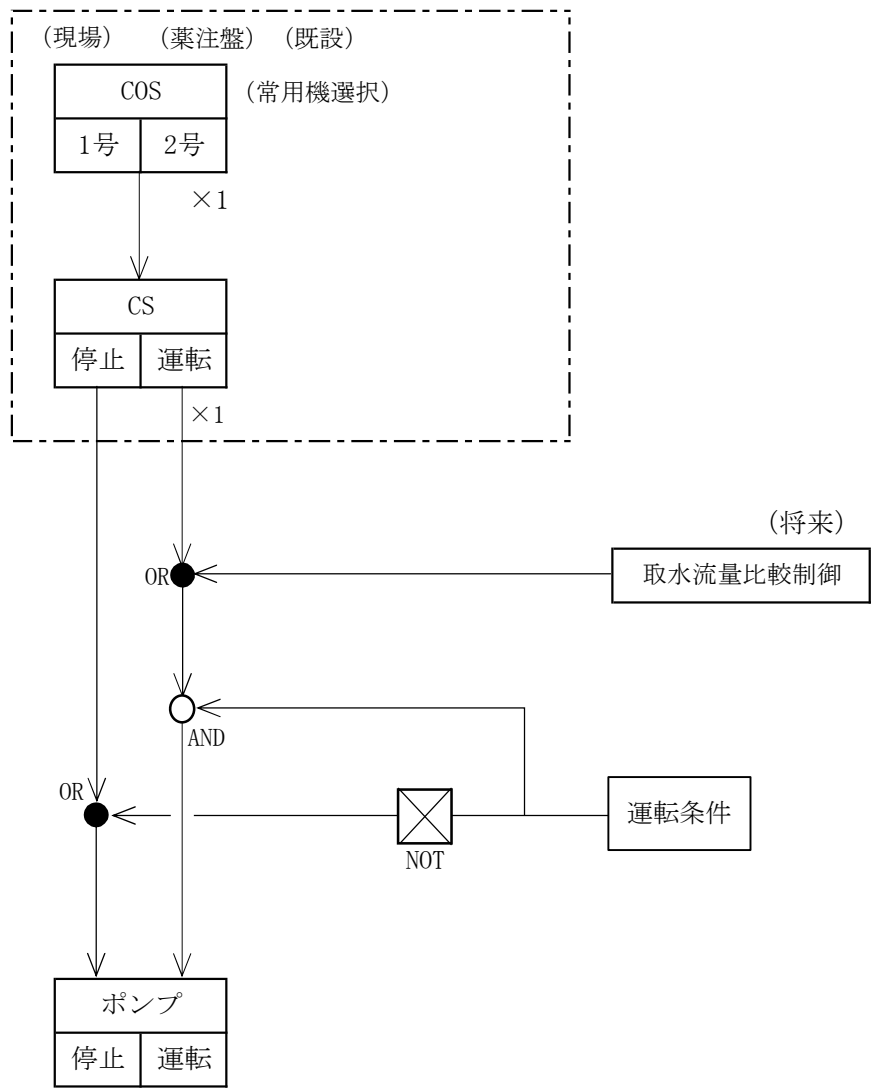 (現場) (薬注盤) (既設)
COS (常用機選択)
1号 2号
×1
CS
停止 運転
×1
(将来)
OR 取水流量比較制御
AND
OR 運転条件
NOT
ポンプ
停止 運転